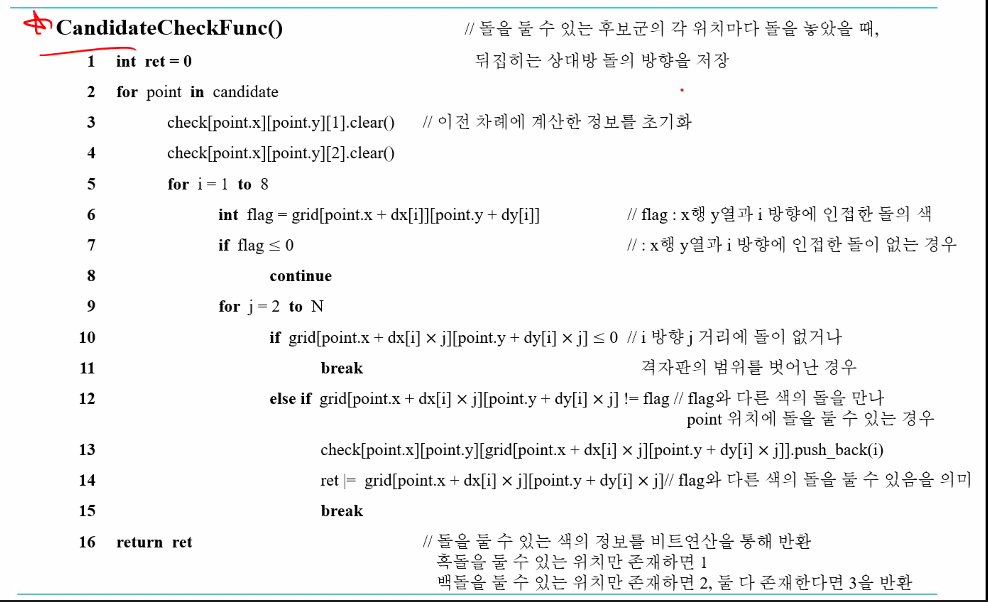 CandidateCheckFunc() // 돌을 둘 수 있는 후보군의 각 위치마다 돌을 놓았을 때,
1 int ret = 0 뒤집히는 상대방 돌의 방향을 저장
2 for point in candidate
3 check[point.x][point.y][1].clear() // 이전 차례에 계산한 정보를 초기화
4 check[point.x][point.y][2].clear()
5 for i = 1 to 8
6 int flag = grid[point.x + dx[i]][point.y + dy[i]] // flag : x행 y열과 i 방향에 인접한 돌의 색
7 if flag ≤ 0 // : x행 y열과 i 방향에 인접한 돌이 없는 경우
8 continue
9 for j = 2 to N
10 if grid[point.x + dx[i] × j][point.y + dy[i] × j] ≤ 0 // i 방향 j 거리에 돌이 없거나
11 break 격자판의 범위를 벗어난 경우
12 else if grid[point.x + dx[i] × j][point.y + dy[i] × j] != flag // flag와 다른 색의 돌을 만나
point 위치에 돌을 둘 수 있는 경우
13 check[point.x][point.y][grid[point.x + dx[i] × j][point.y + dy[i] × j]].push_back(i)
14 ret |= grid[point.x + dx[i] × j][point.y + dy[i] × j]// flag와 다른 색의 돌을 둘 수 있음을 의미
15 break
16 return ret // 돌을 둘 수 있는 색의 정보를 비트연산을 통해 반환
흑돌을 둘 수 있는 위치만 존재하면 1
백돌을 둘 수 있는 위치만 존재하면 2, 둘 다 존재한다면 3을 반환